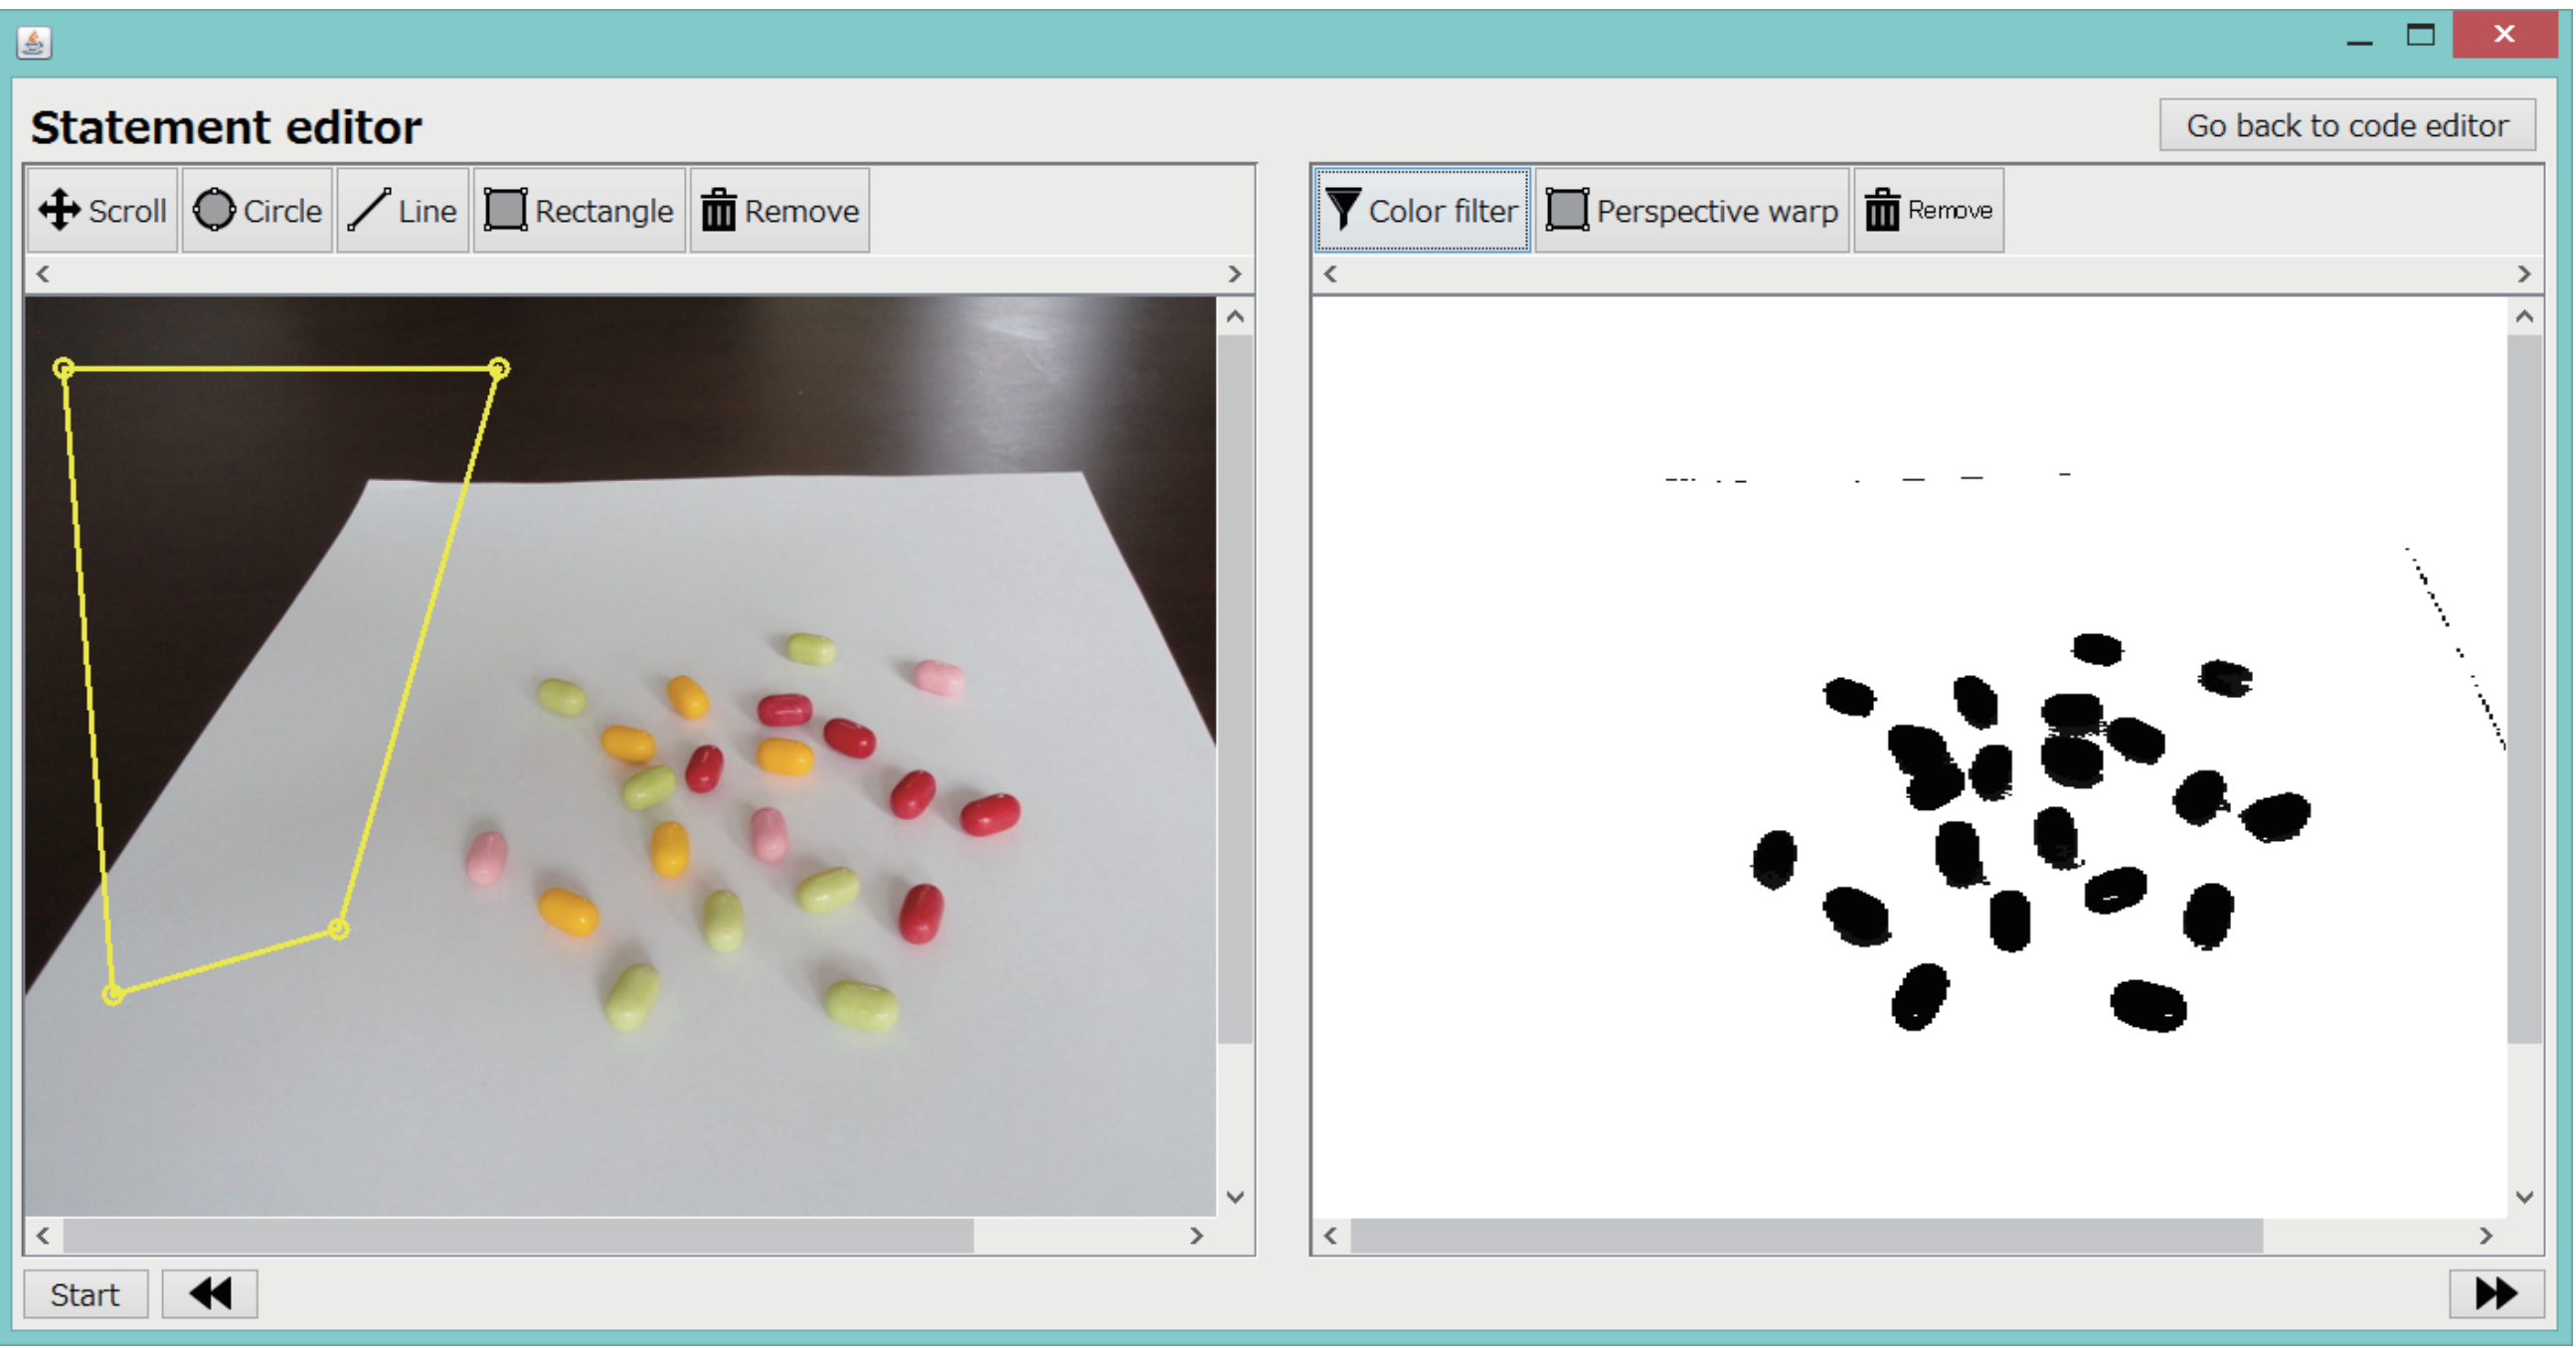 Statement editor
Go back to code editor
Scroll
Circle
Line
Rectangle
Remove
Color filter
Perspective warp
Remove
Start